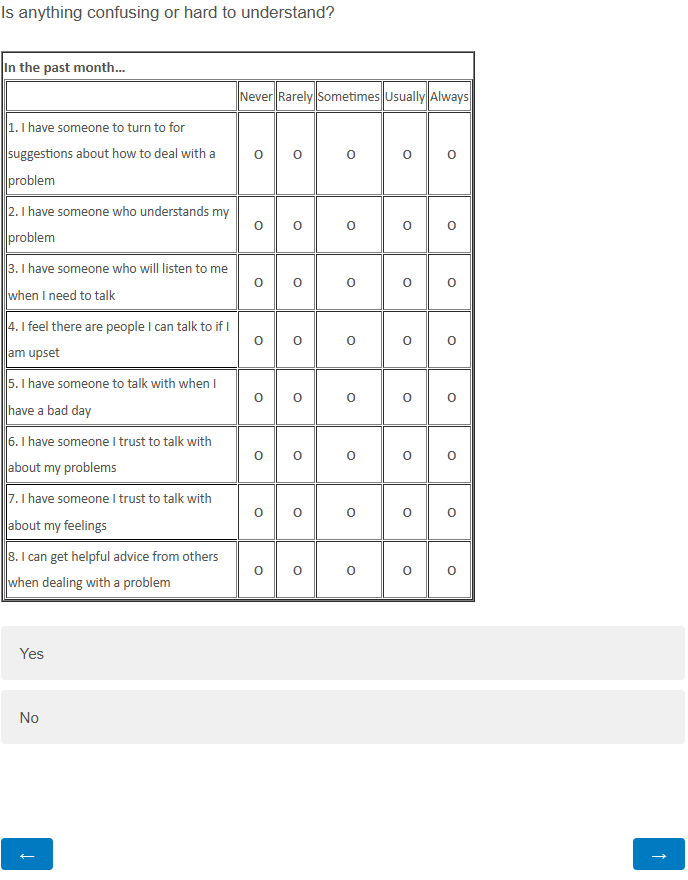 Is anything confusing or hard to understand?
In the past month...
Never Rarely Sometimes Usually Always
1. I have someone to turn to for
suggestions about how to deal with a
problem
O O O O O
2. I have someone who understands my
problem
O O O O O
3. I have someone who will listen to me
when I need to talk
O O O O O
4. I feel there are people I can talk to if I
am upset
O O O O O
5. I have someone to talk with when I
have a bad day
O O O O O
6. I have someone I trust to talk with
about my problems
O O O O O
7. I have someone I trust to talk with
about my feelings
O O O O O
8. I can get helpful advice from others
when dealing with a problem
O O O O O
Yes
No
← →